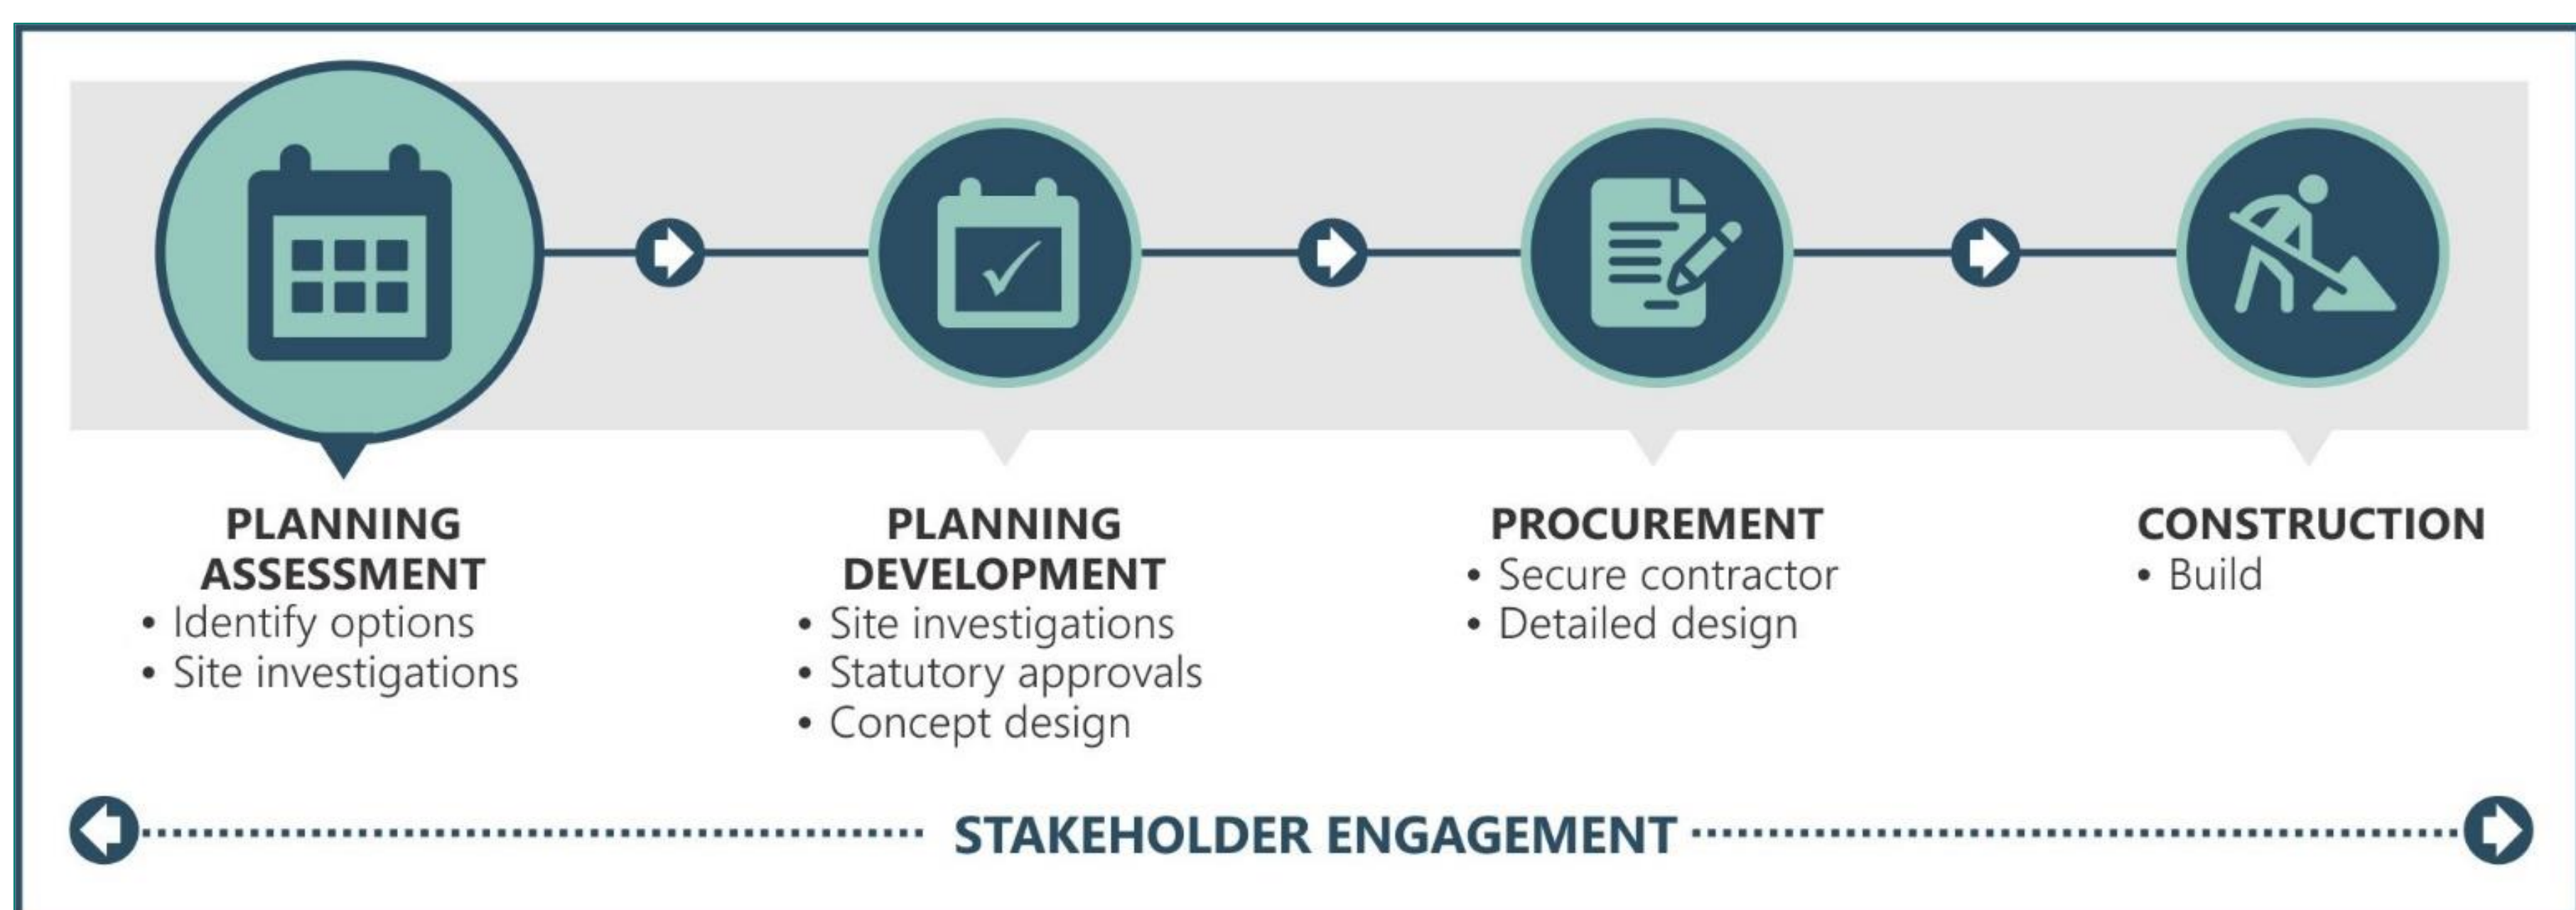 PLANNING
ASSESSMENT
• Identify options
• Site investigations
PLANNING
DEVELOPMENT
• Site investigations
• Statutory approvals
• Concept design
PROCUREMENT
• Secure contractor
• Detailed design
CONSTRUCTION
• Build
STAKEHOLDER ENGAGEMENT